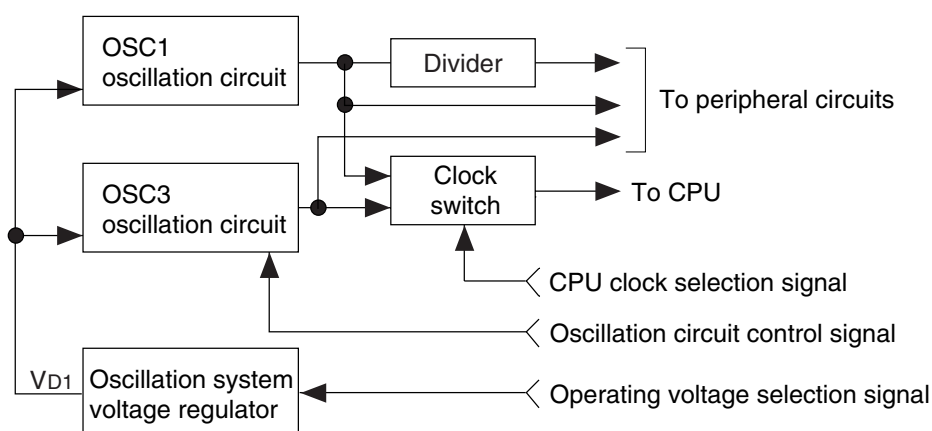 OSC1
oscillation circuit
Divider
To peripheral circuits
OSC3
oscillation circuit
Clock
switch
To CPU
CPU clock selection signal
Oscillation circuit control signal
VD1
Oscillation system
voltage regulator
Operating voltage selection signal